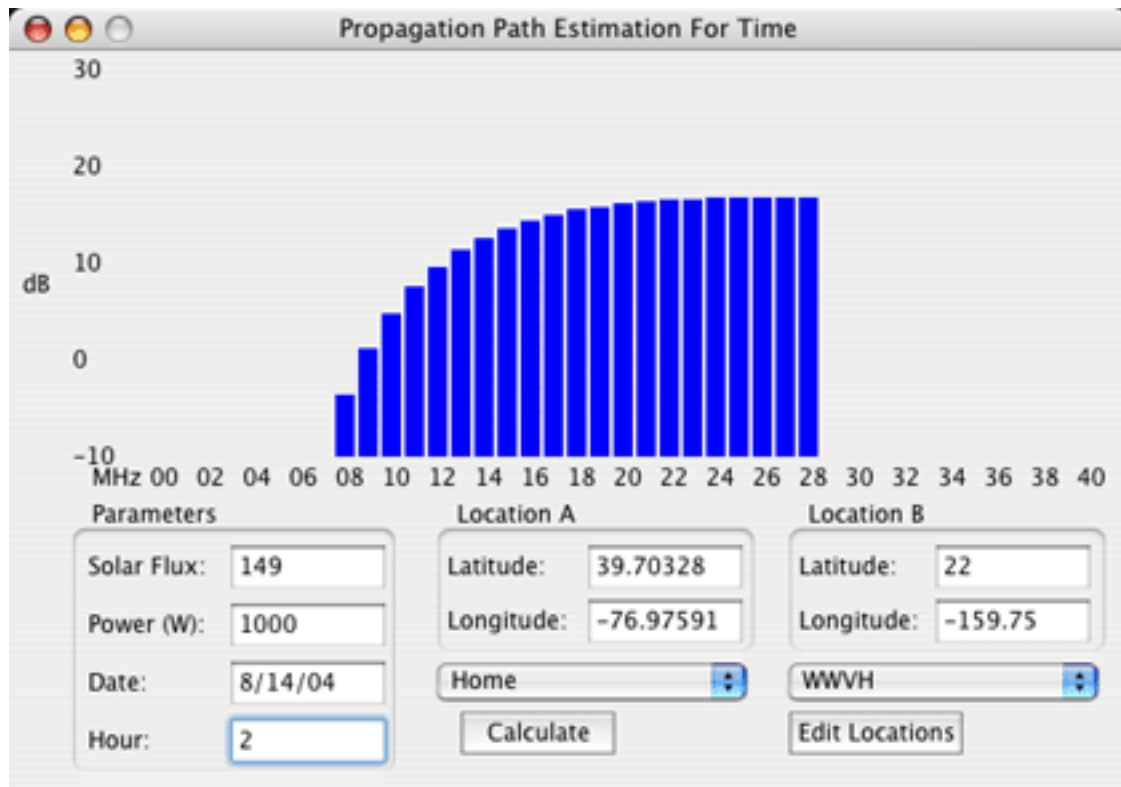 Propagation Path Estimation For Time
30
20
10
dB
0
-10
MHz 00 02 04 06 08 10 12 14 16 18 20 22 24 26 28 30 32 34 36 38 40
Parameters
Solar Flux: 149
Power (W): 1000
Date: 8/14/04
Hour: 2
Location A
Latitude: 39.70328
Longitude: -76.97591
Home
Calculate
Location B
Latitude: 22
Longitude: -159.75
WWVH
Edit Locations